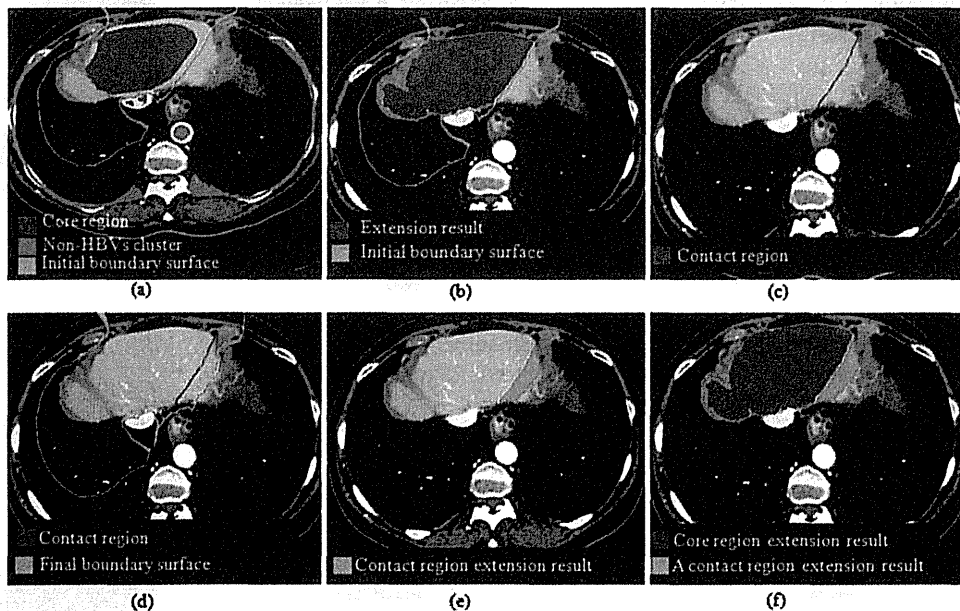 Core region
Non-HBVs cluster
Initial boundary surface
(a)
Extension result
Initial boundary surface
(b)
Contact region
(c)
Contact region
Final boundary surface
(d)
Contact region extension result
(e)
Core region extension result
A contact region extension result
(f)